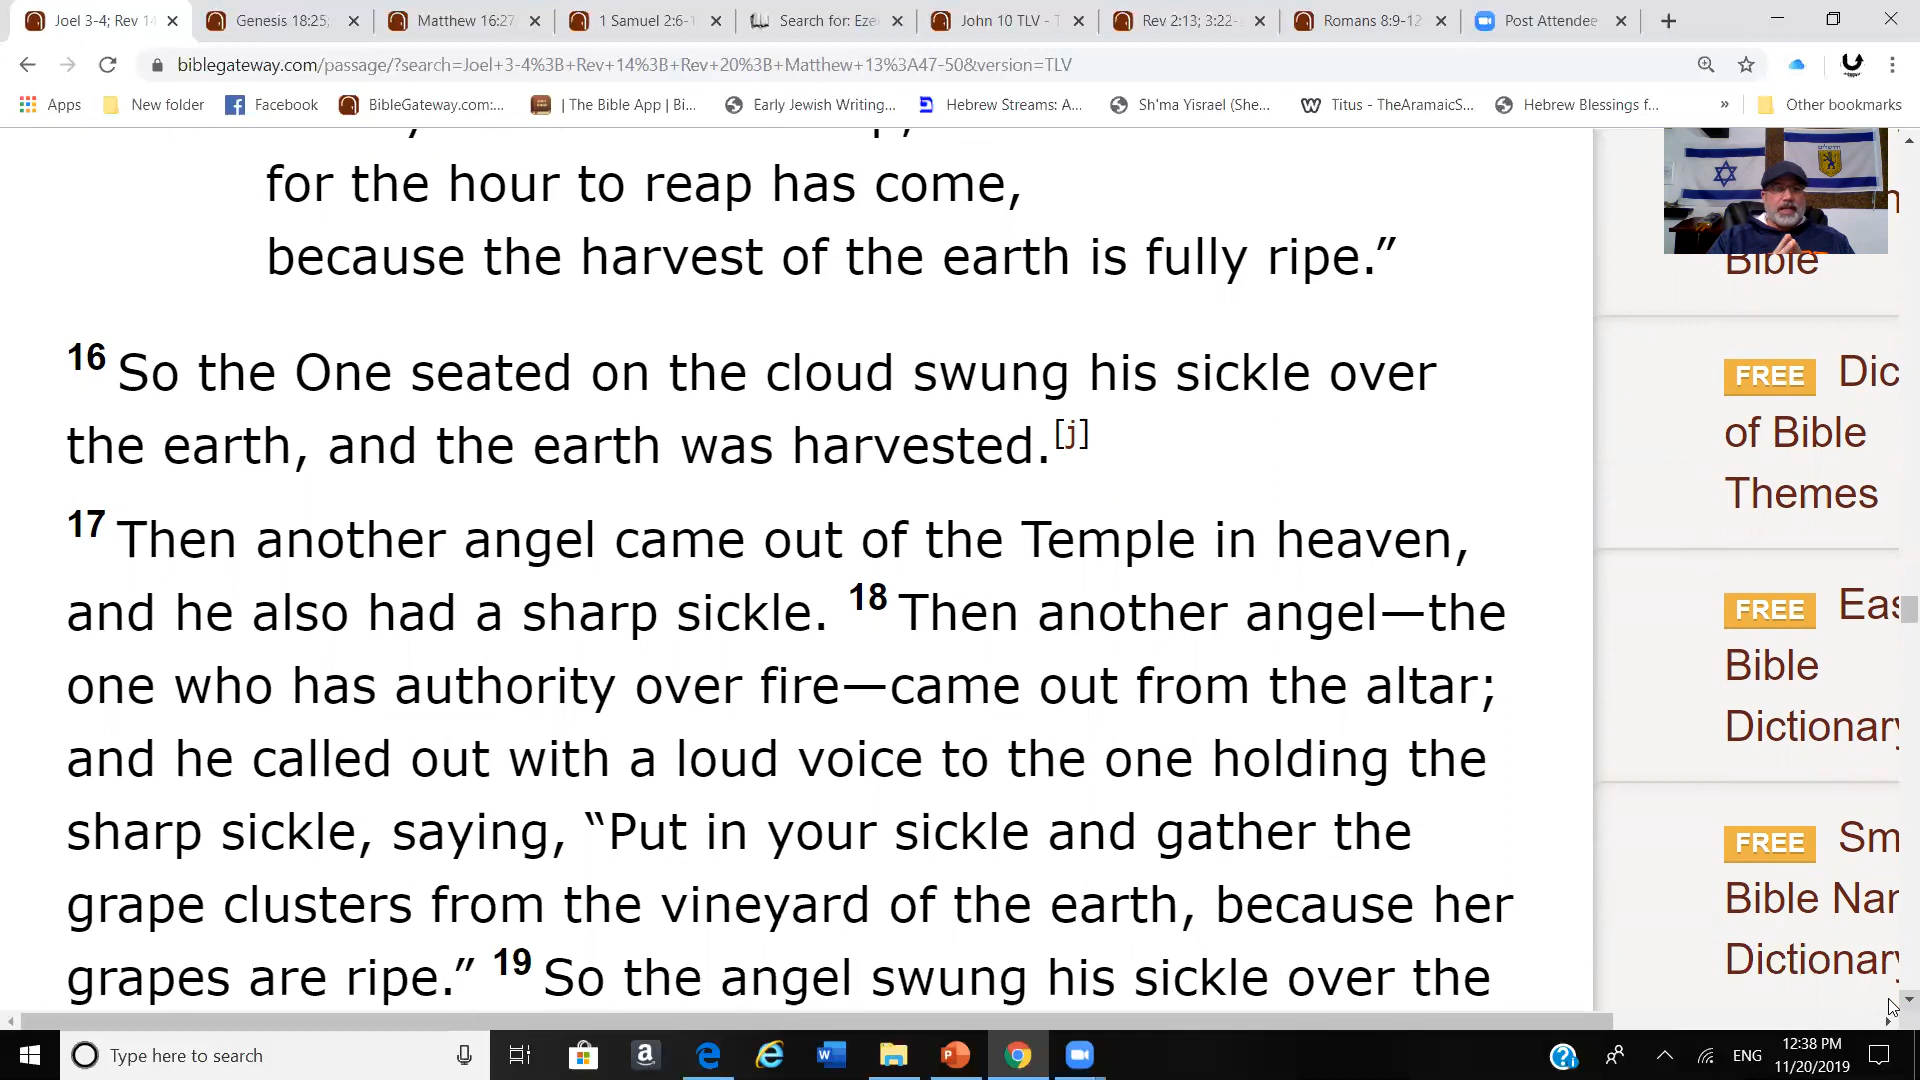 Joel 3-4; Rev 14
Genesis 18:25;
Matthew 16:27
1 Samuel 2:6-1
Search for: Eze
John 10 TLV - T
Rev 2:13; 3:22-
Romans 8:9-12
Post Attendee
biblegateway.com/passage/?search=Joel+3-4%3B+Rev+14%3B+Rev+20%3B+Matthew+13%3A47-50&version=TLV
Apps
New folder
Facebook
BibleGateway.com:...
| The Bible App | Bi...
Early Jewish Writing...
Hebrew Streams: A...
Sh'ma Yisrael (She...
Titus - TheAramaicS...
Hebrew Blessings f...
»
Other bookmarks
for the hour to reap has come,
because the harvest of the earth is fully ripe.”
16 So the One seated on the cloud swung his sickle over
the earth, and the earth was harvested.[j]
17 Then another angel came out of the Temple in heaven,
and he also had a sharp sickle. 18 Then another angel—the
one who has authority over fire—came out from the altar;
and he called out with a loud voice to the one holding the
sharp sickle, saying, “Put in your sickle and gather the
grape clusters from the vineyard of the earth, because her
grapes are ripe.” 19 So the angel swung his sickle over the
Bible
FREE Dic
of Bible
Themes
FREE Eas
Bible
Dictionary
FREE Sm
Bible Nar
Dictionary
Type here to search
ENG
12:38 PM
11/20/2019